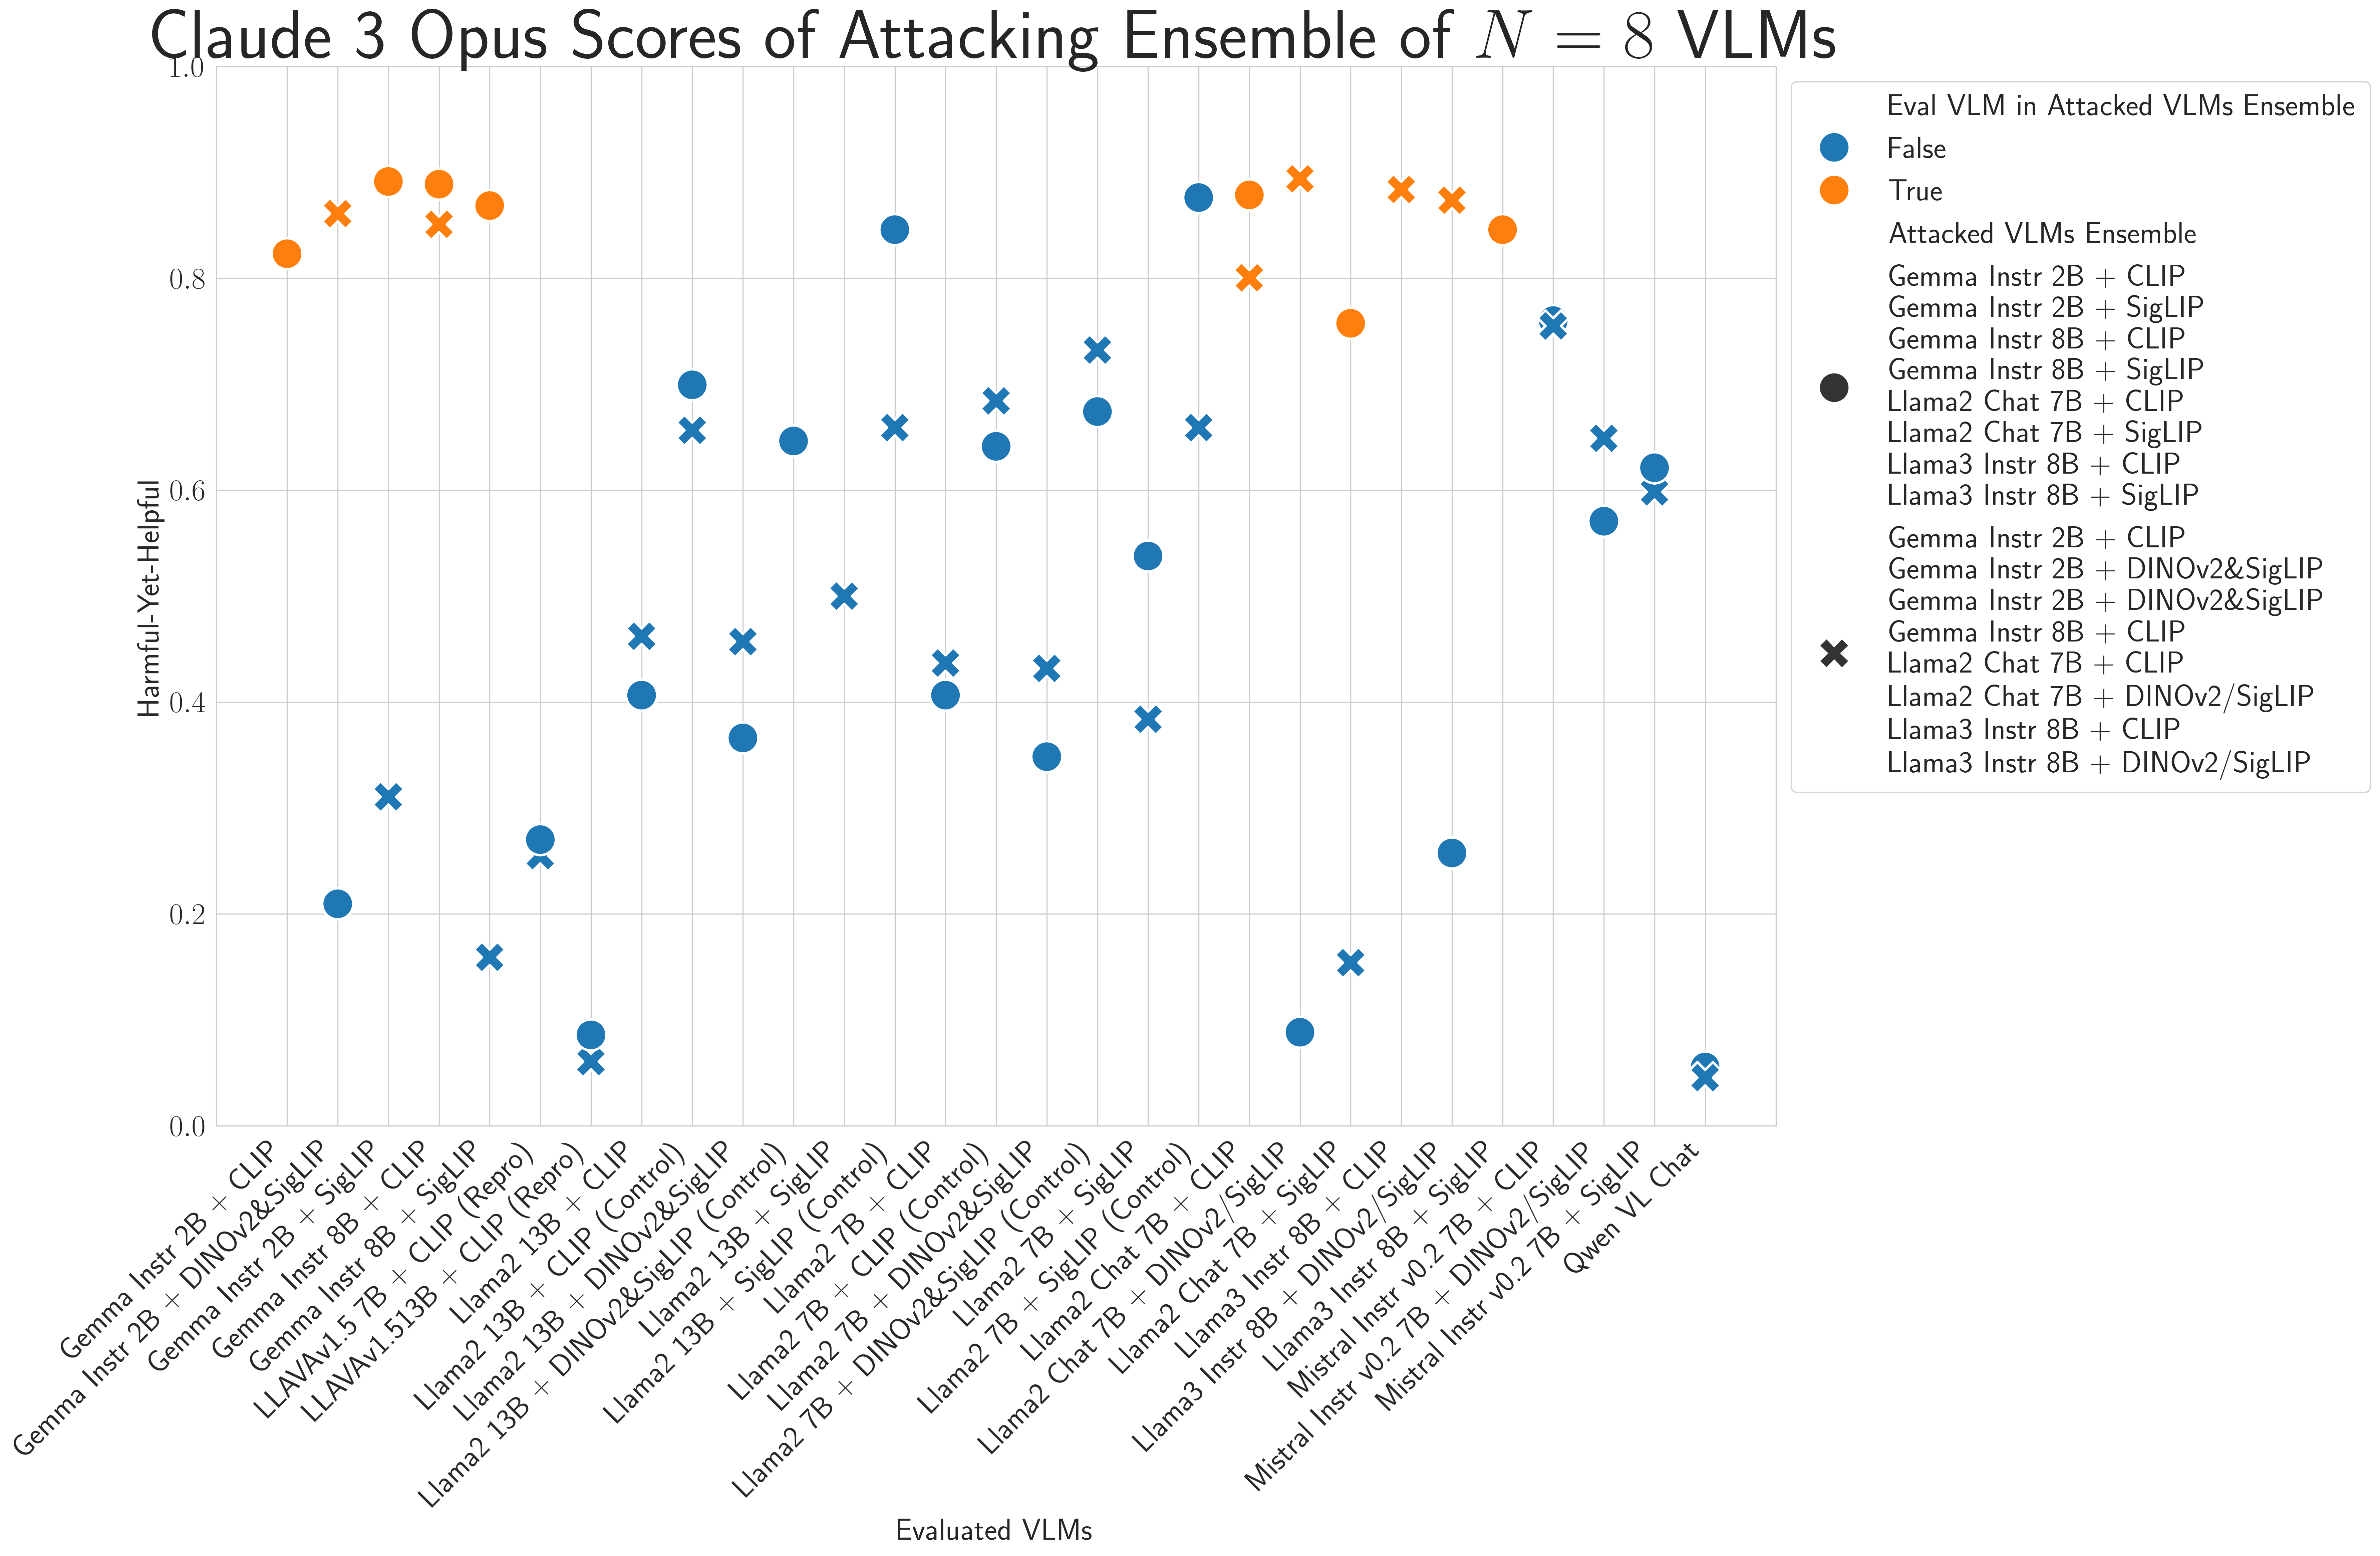 Claude 3 Opus Scores of Attacking Ensemble of N = 8 VLMs
1.0
0.8
0.6
0.4
0.2
0.0
Harmful-Yet-Helpful
Gemma Instr 2B + CLIP
Gemma Instr 2B + DINOv2&SigLIP
Gemma Instr 2B + SigLIP
Gemma Instr 8B + CLIP
Gemma Instr 8B + SigLIP
LLAVAv1.5 7B + CLIP (Repro)
LLAVAv1.513B + CLIP (Repro)
Llama2 13B + CLIP
Llama2 13B + CLIP (Control)
Llama2 13B + DINOv2&SigLIP
Llama2 13B + DINOv2&SigLIP (Control)
Llama2 13B + SigLIP
Llama2 13B + SigLIP (Control)
Llama2 7B + CLIP
Llama2 7B + CLIP (Control)
Llama2 7B + DINOv2&SigLIP
Llama2 7B + DINOv2&SigLIP (Control)
Llama2 7B + SigLIP
Llama2 7B + SigLIP (Control)
Llama2 Chat 7B + CLIP
Llama2 Chat 7B + DINOv2/SigLIP
Llama2 Chat 7B + SigLIP
Llama3 Instr 8B + CLIP
Llama3 Instr 8B + DINOv2/SigLIP
Llama3 Instr 8B + SigLIP
Mistral Instr v0.2 7B + CLIP
Mistral Instr v0.2 7B + DINOv2/SigLIP
Mistral Instr v0.2 7B + SigLIP
Qwen VL Chat
Evaluated VLMs
Eval VLM in Attacked VLMs Ensemble
False
True
Attacked VLMs Ensemble
Gemma Instr 2B + CLIP
Gemma Instr 2B + SigLIP
Gemma Instr 8B + CLIP
Gemma Instr 8B + SigLIP
Llama2 Chat 7B + CLIP
Llama2 Chat 7B + SigLIP
Llama3 Instr 8B + CLIP
Llama3 Instr 8B + SigLIP
Gemma Instr 2B + CLIP
Gemma Instr 2B + DINOv2&SigLIP
Gemma Instr 2B + DINOv2&SigLIP
Gemma Instr 8B + CLIP
Llama2 Chat 7B + CLIP
Llama2 Chat 7B + DINOv2/SigLIP
Llama3 Instr 8B + CLIP
Llama3 Instr 8B + DINOv2/SigLIP